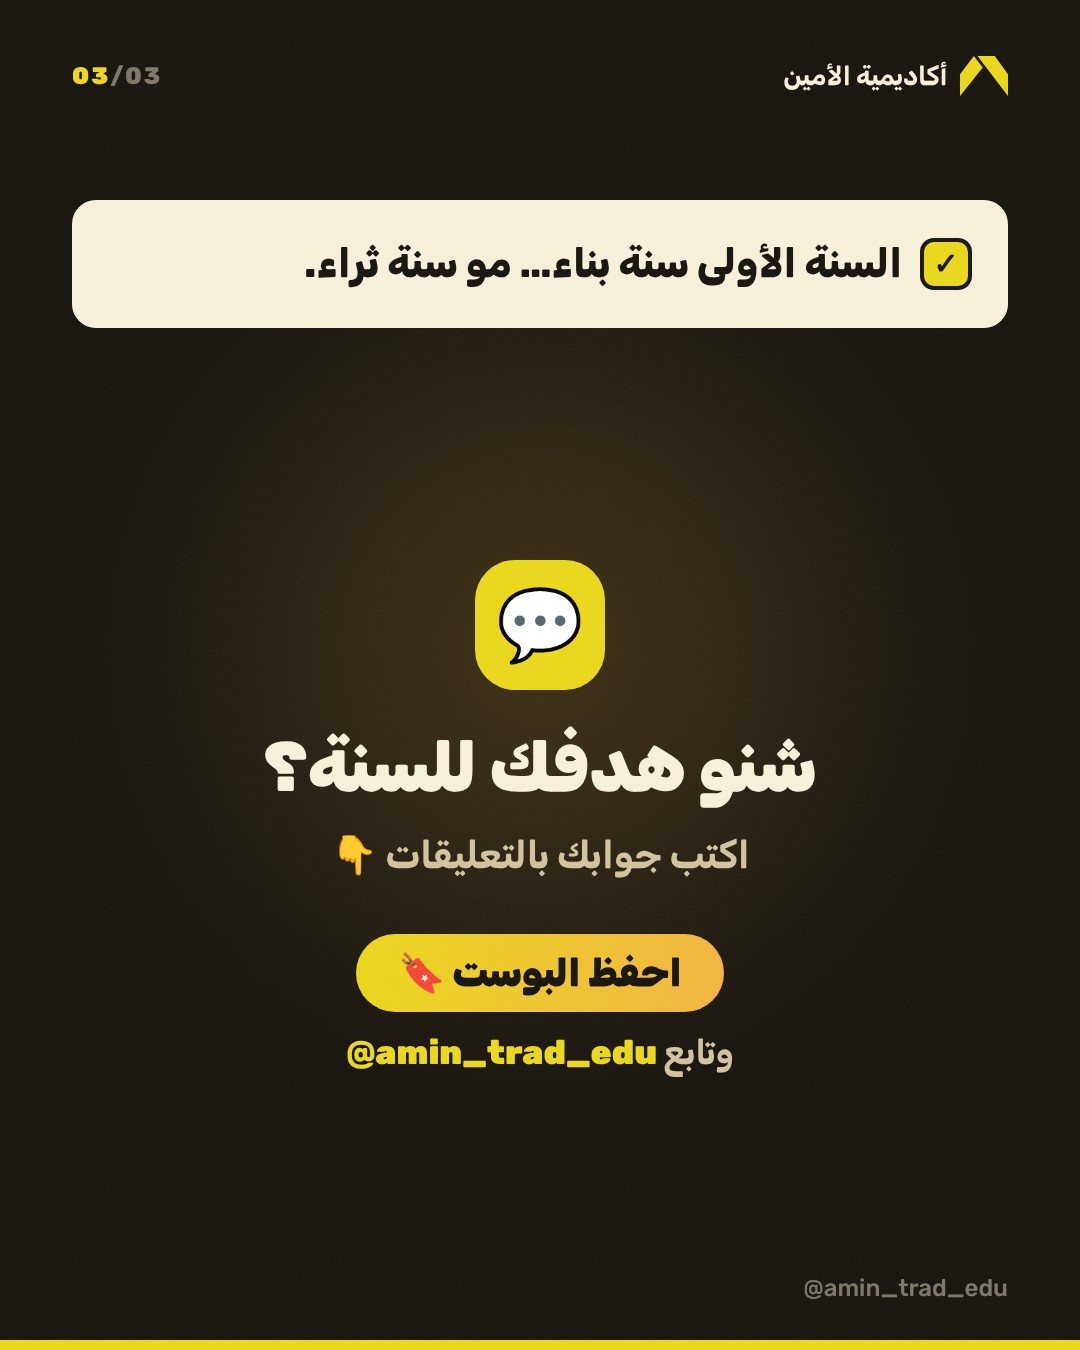 أكاديمية الأمين
03/03
السنة الأولى سنة بناء... مو سنة ثراء.
شنو هدفك للسنة؟
اكتب جوابك بالتعليقات 👇
احفظ البوست 🔖
وتابع @amin_trad_edu
@amin_trad_edu